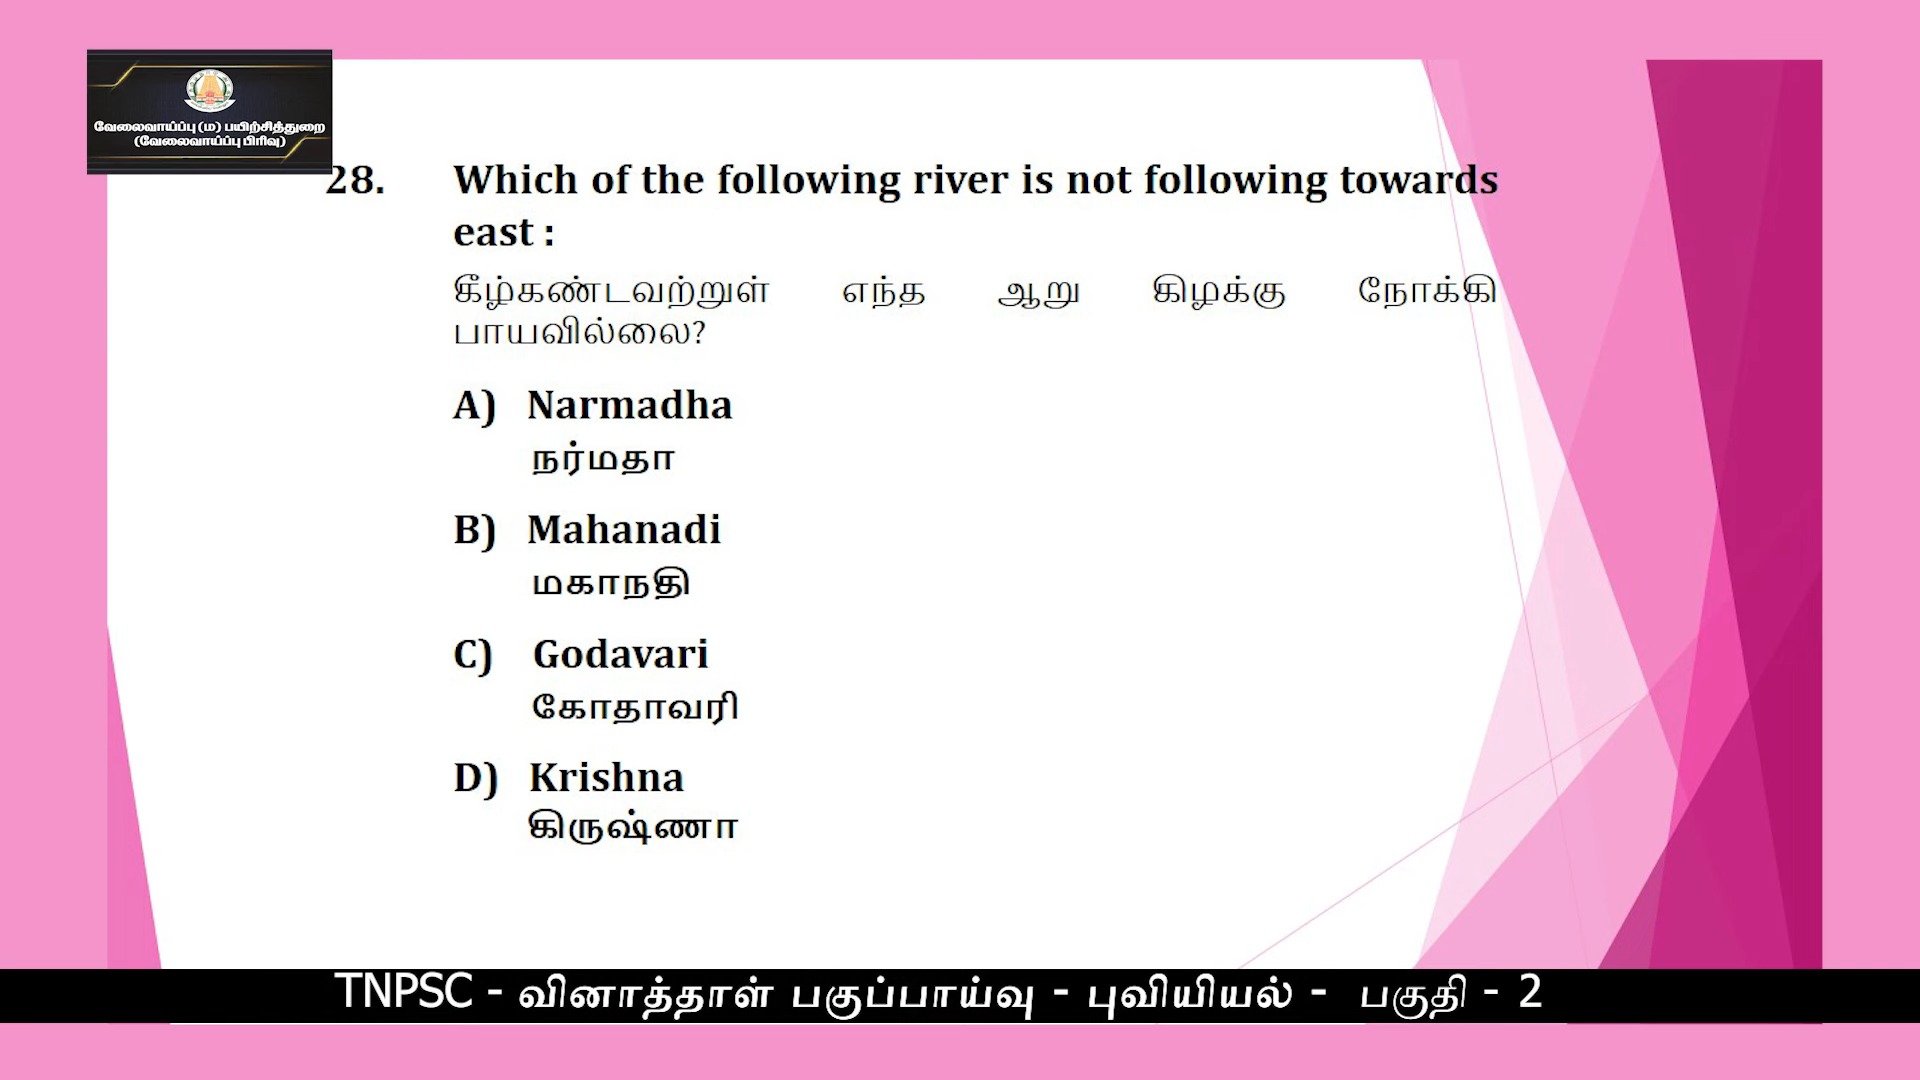 வேலைவாய்ப்பு (ம) பயிற்சித்துறை
(வேலைவாய்ப்பு பிரிவு)
28. Which of the following river is not following towards
east :
கீழ்கண்டவற்றுள் எந்த ஆறு கிழக்கு நோக்கி
பாயவில்லை?
A) Narmadha
நர்மதா
B) Mahanadi
மகாநதி
C) Godavari
கோதாவரி
D) Krishna
கிருஷ்ணா
TNPSC - வினாத்தாள் பகுப்பாய்வு - புவியியல் - பகுதி - 2